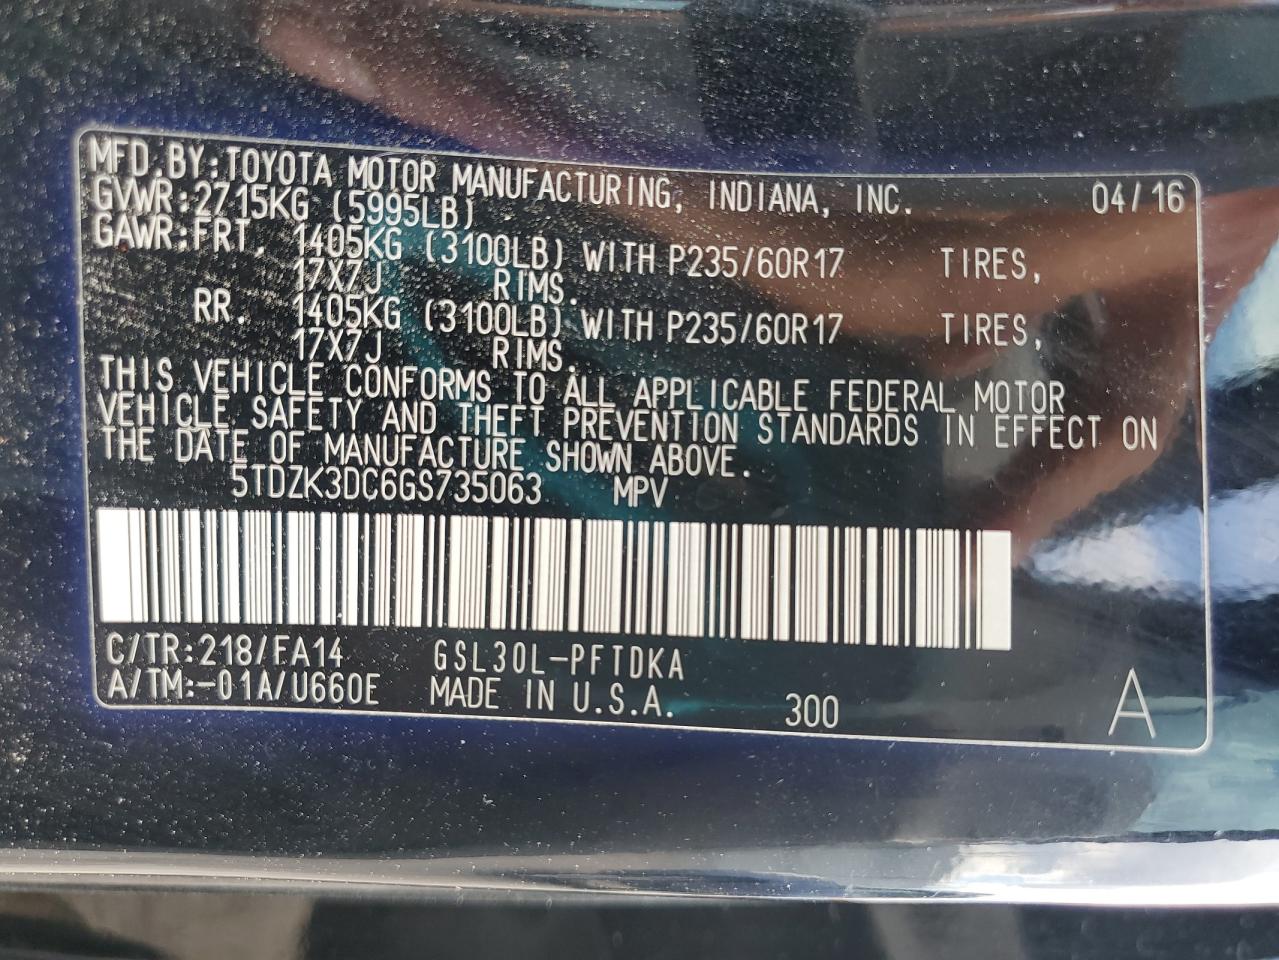 MFD.BY:TOYOTA MOTOR MANUFACTURING, INDIANA, INC. 04/16
GVWR:2715KG (5995LB)
GAWR:FRT. 1405KG (3100LB) WITH P235/60R17 TIRES,
17X7J RIMS.
RR. 1405KG (3100LB) WITH P235/60R17 TIRES,
17X7J RIMS.
THIS VEHICLE CONFORMS TO ALL APPLICABLE FEDERAL MOTOR
VEHICLE SAFETY AND THEFT PREVENTION STANDARDS IN EFFECT ON
THE DATE OF MANUFACTURE SHOWN ABOVE.
5TDZK3DC6GS735063 MPV
C/TR:218/FA14 GSL30L-PFTDKA
A/TM:-01A/U660E MADE IN U.S.A. 300 A